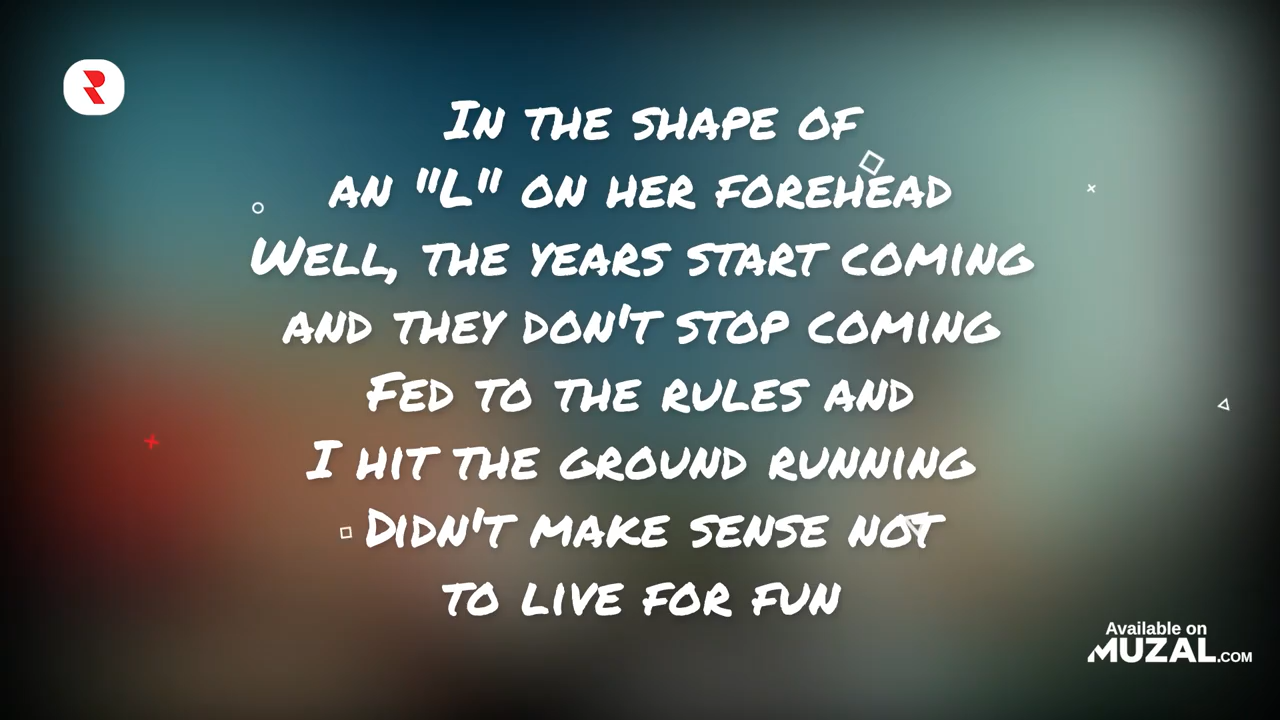 In the shape of
an "L" on her forehead
Well, the years start coming
and they don't stop coming
Fed to the rules and
I hit the ground running
Didn't make sense not
to live for fun
Available on
MUZAL.COM